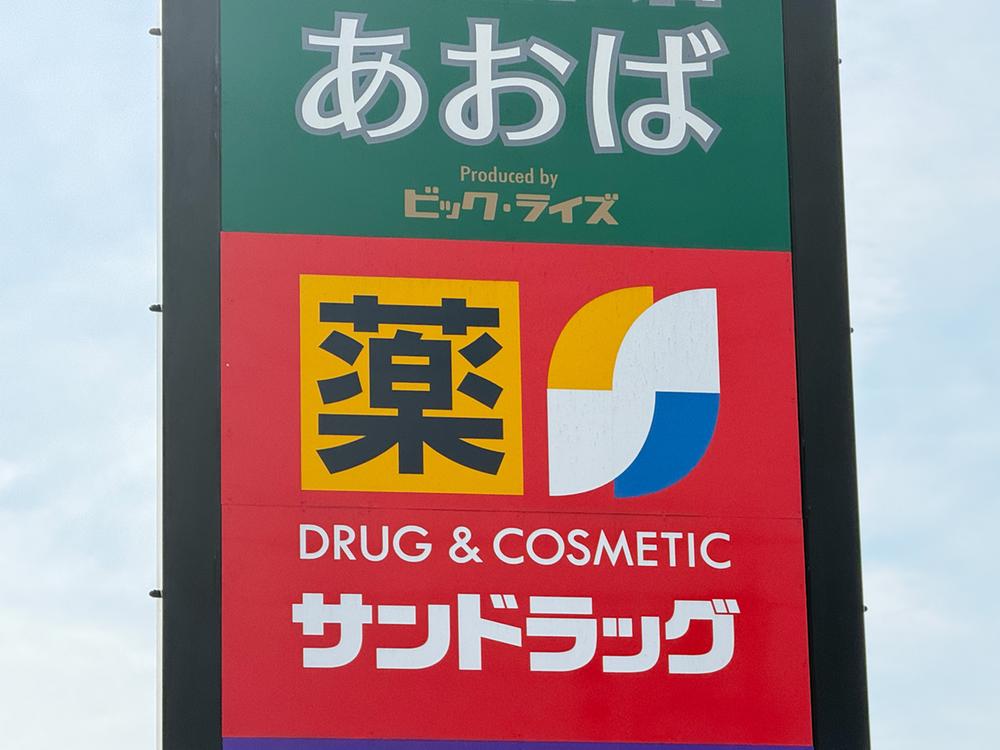 あおば
Produced by
ビック・ライズ
薬
DRUG & COSMETIC
サンドラッグ